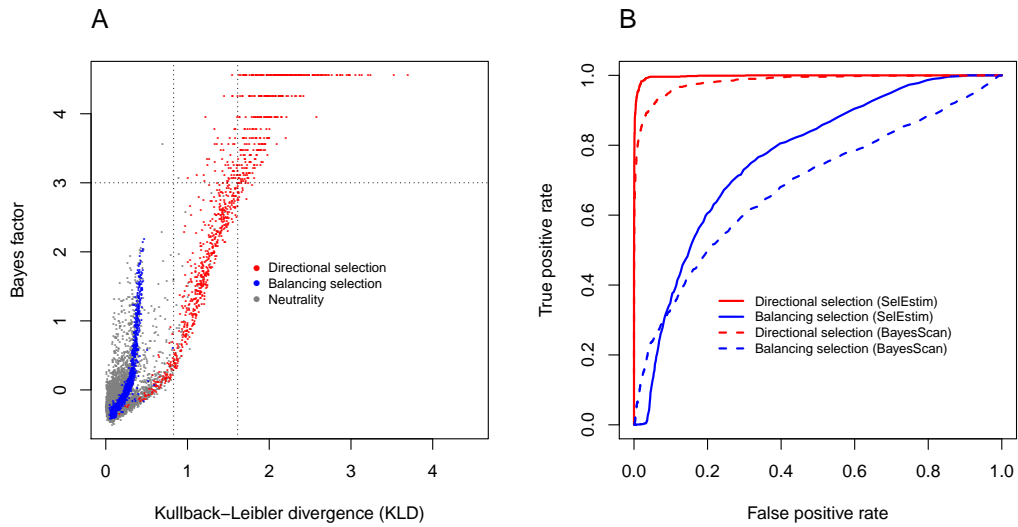 A
Bayes factor
4
3
2
1
0
Directional selection
Balancing selection
Neutrality
0 1 2 3 4
Kullback−Leibler divergence (KLD)
B
True positive rate
1.0
0.8
0.6
0.4
0.2
0.0
Directional selection (SelEstim)
Balancing selection (SelEstim)
Directional selection (BayesScan)
Balancing selection (BayesScan)
0.0 0.2 0.4 0.6 0.8 1.0
False positive rate